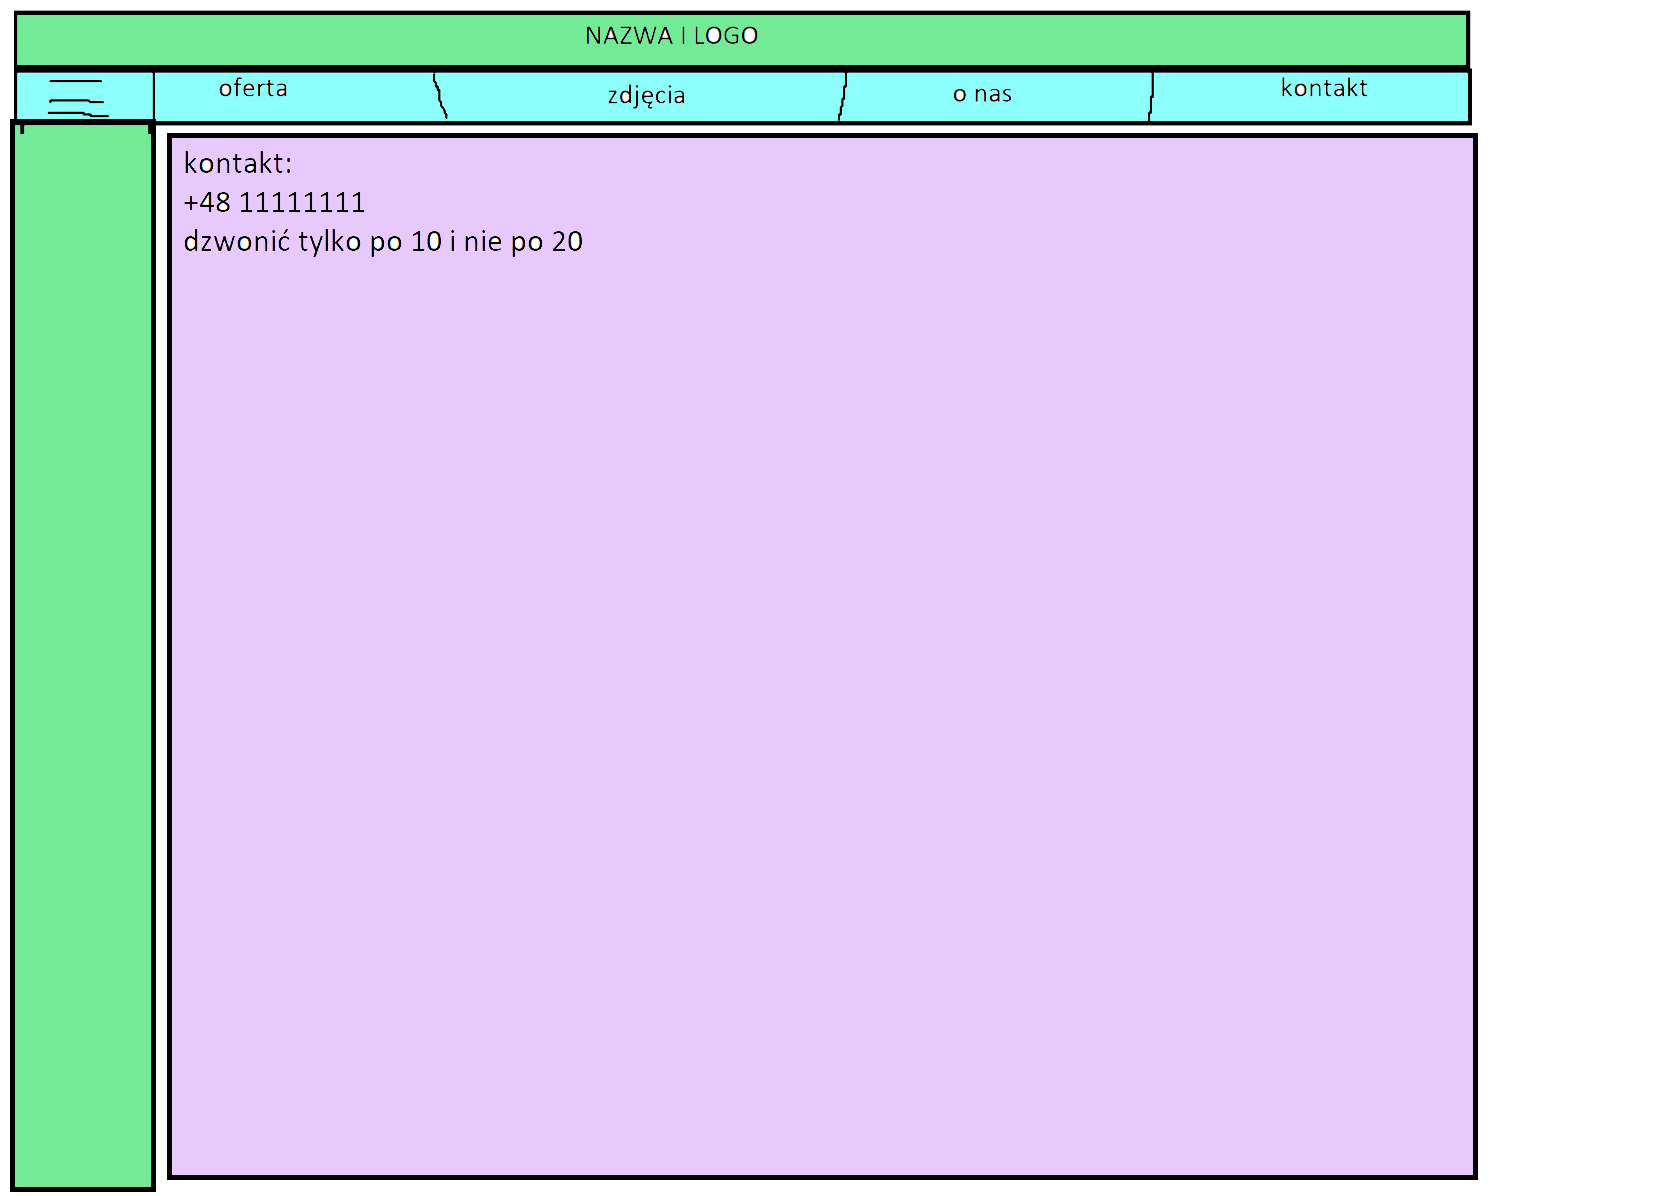 NAZWA I LOGO
oferta
zdjęcia
o nas
kontakt
kontakt:
+48 11111111
dzwonić tylko po 10 i nie po 20